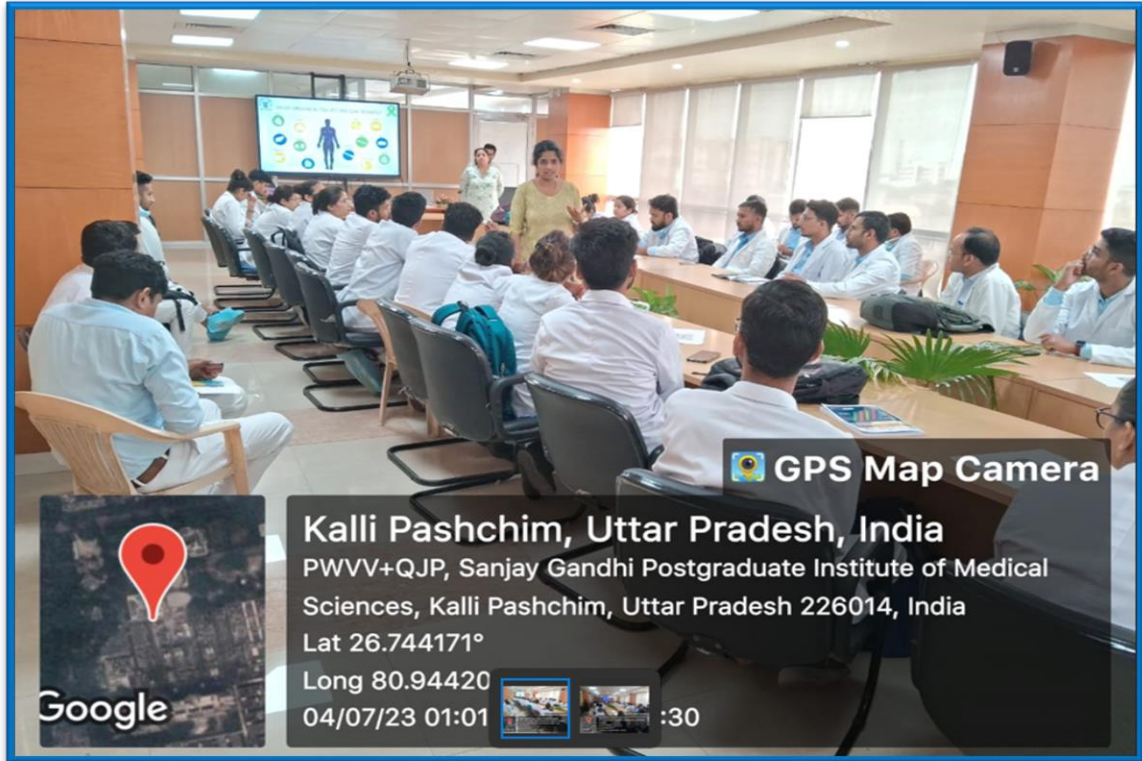 GPS Map Camera
Kalli Pashchim, Uttar Pradesh, India
PWVV+QJP, Sanjay Gandhi Postgraduate Institute of Medical
Sciences, Kalli Pashchim, Uttar Pradesh 226014, India
Lat 26.744171°
Long 80.94420
04/07/23 01:01 :30
Google